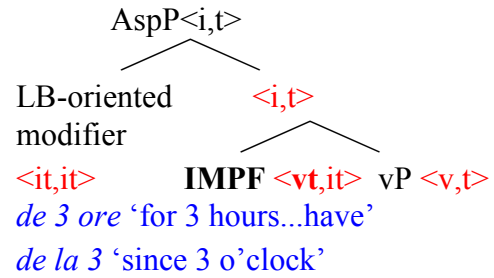 AspP<i,t>
LB-oriented <i,t>
modifier
<it,it> IMPF <vt,it> vP <v,t>
de 3 ore ‘for 3 hours...have’
de la 3 ‘since 3 o’clock’